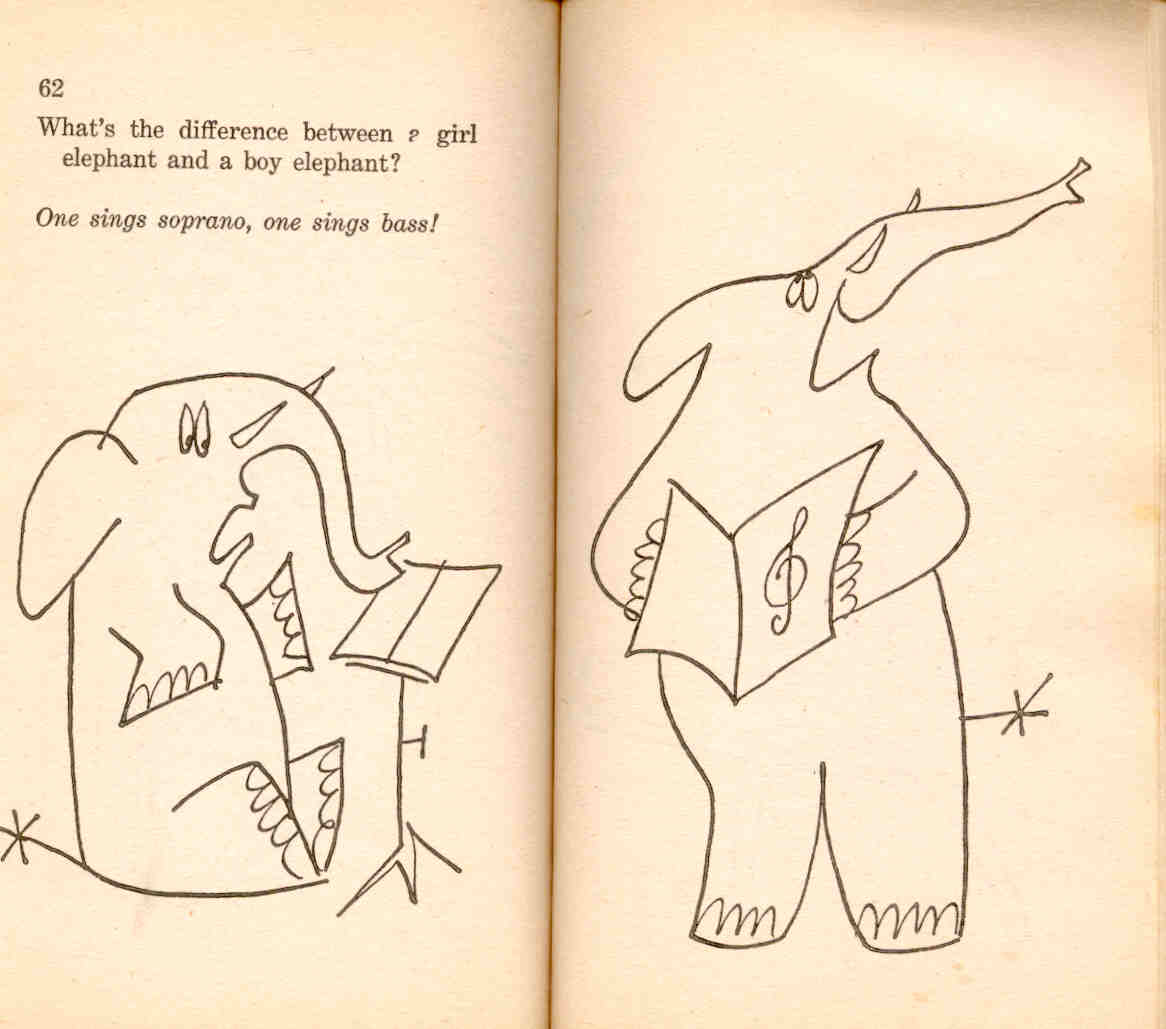 62
What's the difference between a girl
elephant and a boy elephant?
One sings soprano, one sings bass!